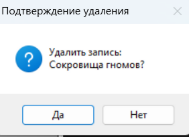 Подтверждение удаления
Удалить запись:
Сокровища гномов?
Да
Нет